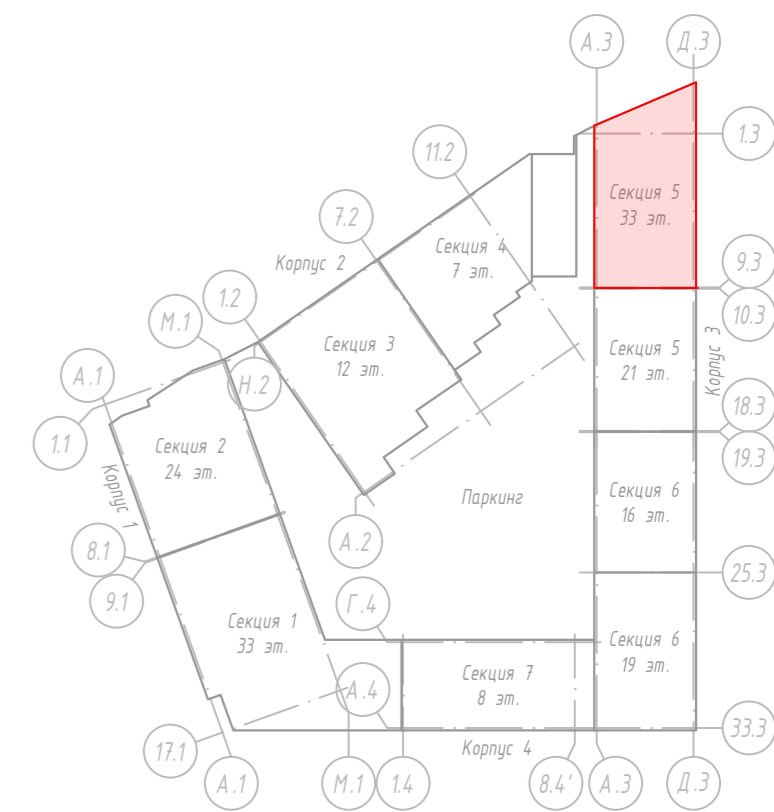 А.3
Д.3
1.3
11.2
Секция 5
33 эт.
7.2
Секция 4
7 эт.
Корпус 2
9.3
1.2
10.3
М.1
Секция 3
12 эт.
Секция 5
21 эт.
Корпус 3
А.1
Н.2
18.3
1.1
Секция 2
24 эт.
19.3
Корпус 1
Паркинг
Секция 6
16 эт.
А.2
8.1
25.3
9.1
Г.4
Секция 1
33 эт.
Секция 6
19 эт.
Секция 7
8 эт.
А.4
33.3
17.1
Корпус 4
А.1
М.1
1.4
8.4'
А.3
Д.3